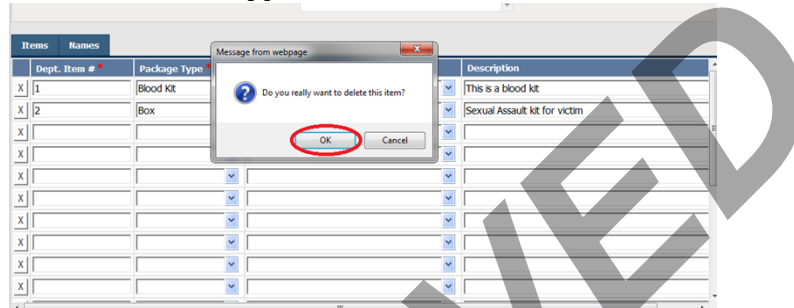 Items Names
Message from webpage
Dept. Item # * Package Type * Description
Do you really want to delete this item?
X 1 Blood Kit This is a blood kit
X 2 Box Sexual Assault kit for victim
OK Cancel
X
X
X
X
X
X
X
X